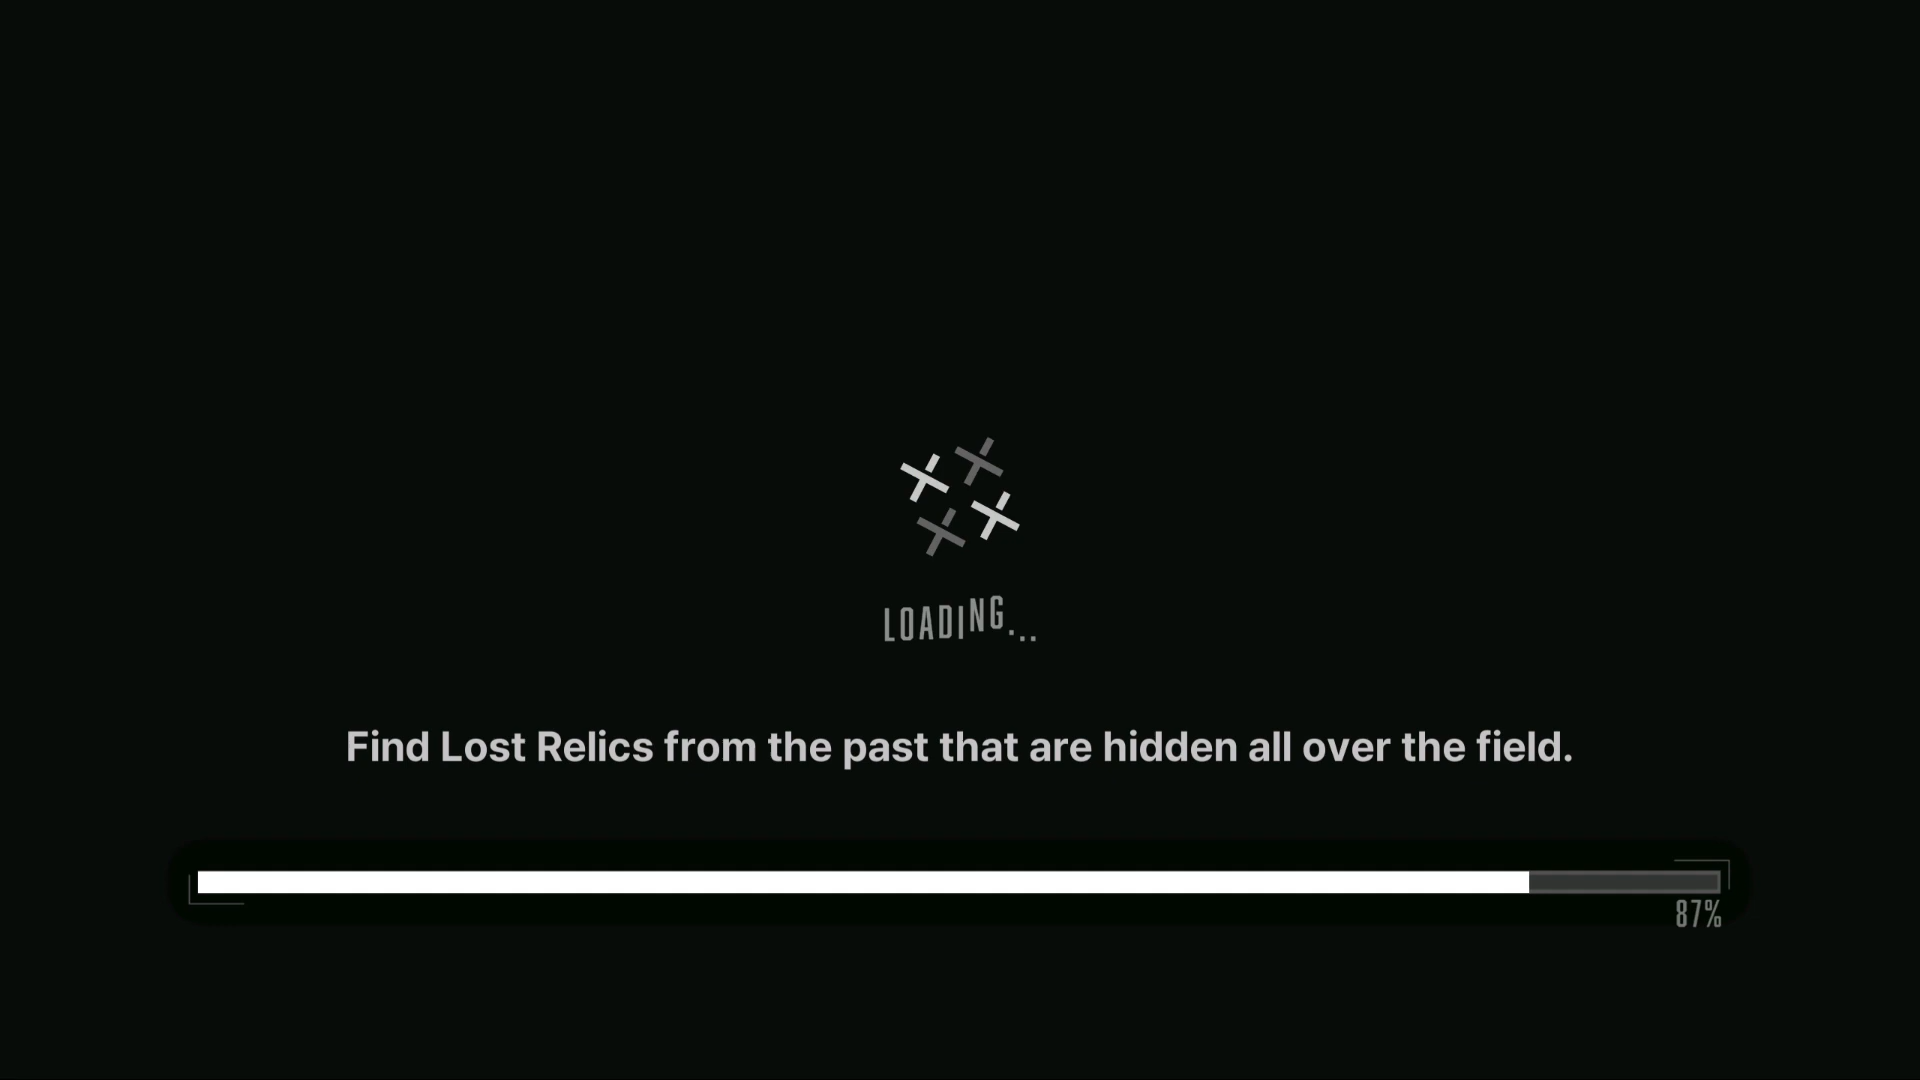 LOADING...
Find Lost Relics from the past that are hidden all over the field.
87%